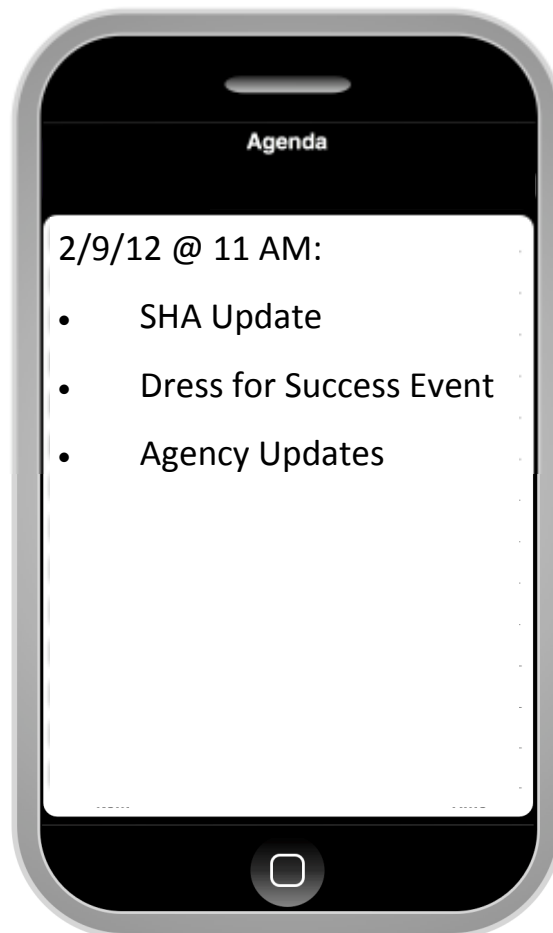 Agenda
2/9/12 @ 11 AM:
• SHA Update
• Dress for Success Event
• Agency Updates